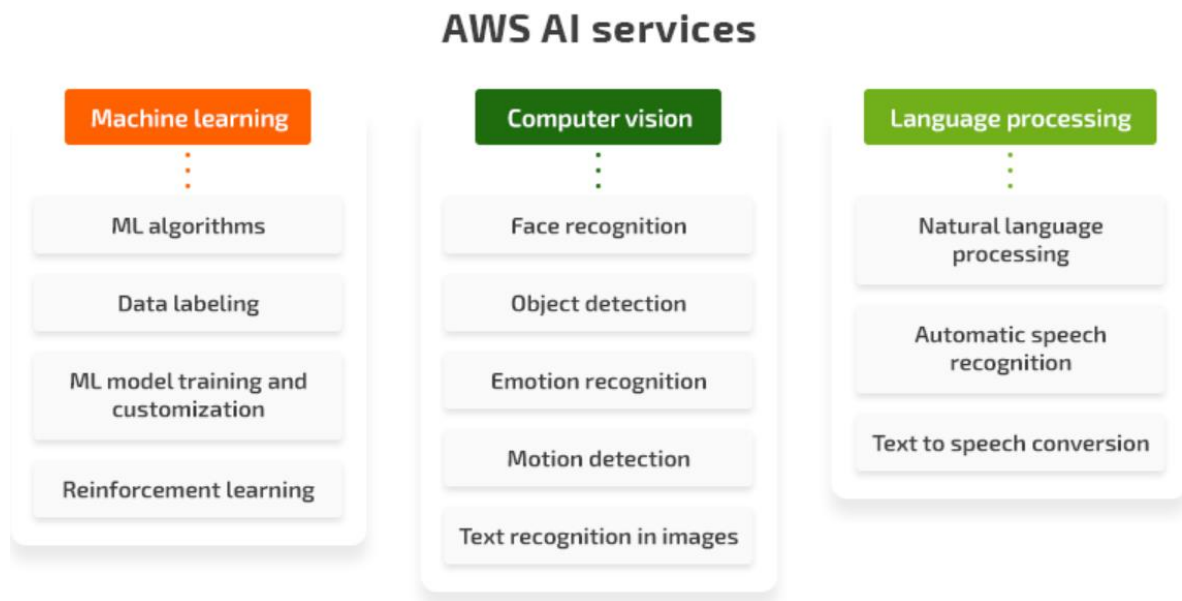 AWS AI services
Machine learning
ML algorithms
Data labeling
ML model training and
customization
Reinforcement learning
Computer vision
Face recognition
Object detection
Emotion recognition
Motion detection
Text recognition in images
Language processing
Natural language
processing
Automatic speech
recognition
Text to speech conversion